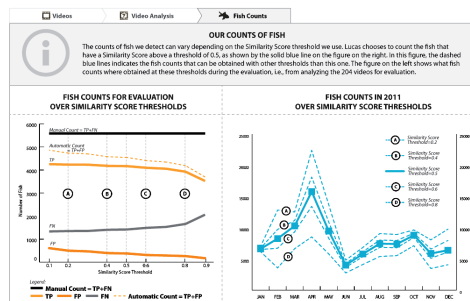 Videos
Video Analysis
Fish Counts
OUR COUNTS OF FISH
The counts of fish we detect can vary depending on the Similarity Score threshold we use. Lucas chooses to count the fish that
have a Similarity Score above a threshold of 0.5, as shown by the solid blue line on the figure on the right. In this figure, the dashed
blue lines indicates the fish counts that can be obtained with other thresholds than this one. The figure on the left shows what fish
counts where obtained at these thresholds during the evaluation, i.e., from analyzing the 204 videos for evaluation.
FISH COUNTS FOR EVALUATION
OVER SIMILARITY SCORE THRESHOLDS
6000
Manual Count = TP+FN
5000
Automatic Count
= TP+FP
TP
4000
3000
A
B
C
D
2000
FN
1000
FP
0
Number of Fish
0.1
0.2
0.4
0.5
0.6
0.8
0.9
Similarity Score Threshold
Legend:
Manual Count = TP+FN
TP
FP
FN
Automatic Count = TP+FP
FISH COUNTS IN 2011
OVER SIMILARITY SCORE THRESHOLDS
25000
20000
15000
10000
5000
A
B
C
D
A
Similarity Score
Threshold=0.2
B
Similarity Score
Threshold=0.4
Similarity Score
Threshold=0.5
C
Similarity Score
Threshold=0.6
D
Similarity Score
Threshold=0.8
25000
20000
15000
10000
5000
JAN
FEB
MAR
APR
MAY
JUN
JUL
AUG
SEP
OCT
NOV
DEC